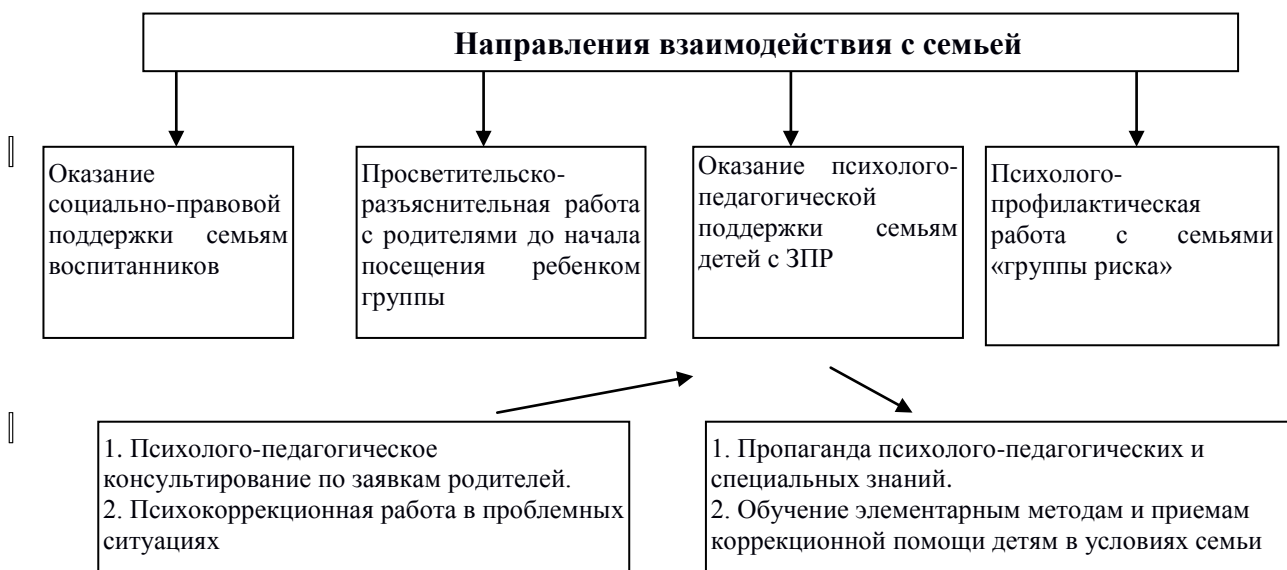 Направления взаимодействия с семьей
Оказание
социально-правовой
поддержки семьям
воспитанников
Просветительско-
разъяснительная работа
с родителями до начала
посещения ребенком
группы
Оказание психолого-
педагогической
поддержки семьям
детей с ЗПР
Психолого-
профилактическая
работа с семьями
«группы риска»
1. Психолого-педагогическое
консультирование по заявкам родителей.
2. Психокоррекционная работа в проблемных
ситуациях
1. Пропаганда психолого-педагогических и
специальных знаний.
2. Обучение элементарным методам и приемам
коррекционной помощи детям в условиях семьи